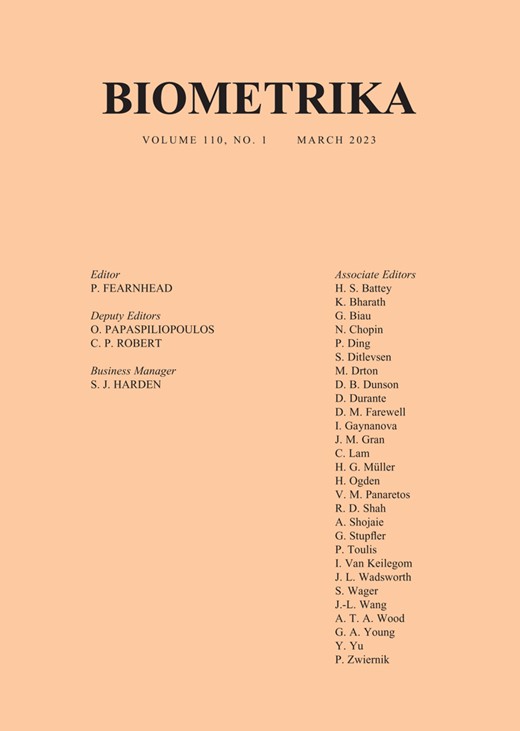 BIOMETRIKA
VOLUME 110, NO. 1 MARCH 2023
Editor
P. FEARNHEAD
Deputy Editors
O. PAPASPILIOPOULOS
C. P. ROBERT
Business Manager
S. J. HARDEN
Associate Editors
H. S. Battey
K. Bharath
G. Biau
N. Chopin
P. Ding
S. Ditlevsen
M. Drton
D. B. Dunson
D. Durante
D. M. Farewell
I. Gaynanova
J. M. Gran
C. Lam
H. G. Müller
H. Ogden
V. M. Panaretos
R. D. Shah
A. Shojaie
G. Stupfler
P. Toulis
I. Van Keilegom
J. L. Wadsworth
S. Wager
J.-L. Wang
A. T. A. Wood
G. A. Young
Y. Yu
P. Zwiernik